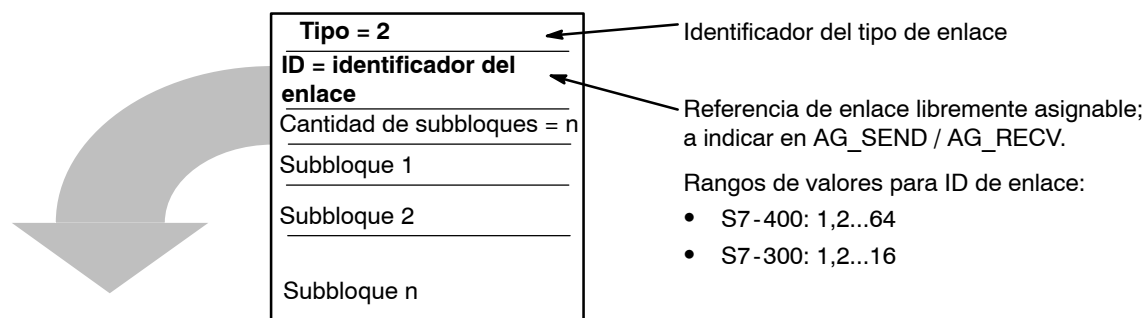 Tipo = 2
ID = identificador del
enlace
Cantidad de subbloques = n
Subbloque 1
Subbloque 2
Subbloque n
Identificador del tipo de enlace
Referencia de enlace libremente asignable;
a indicar en AG_SEND / AG_RECV.
Rangos de valores para ID de enlace:
• S7-400: 1,2...64
• S7-300: 1,2...16